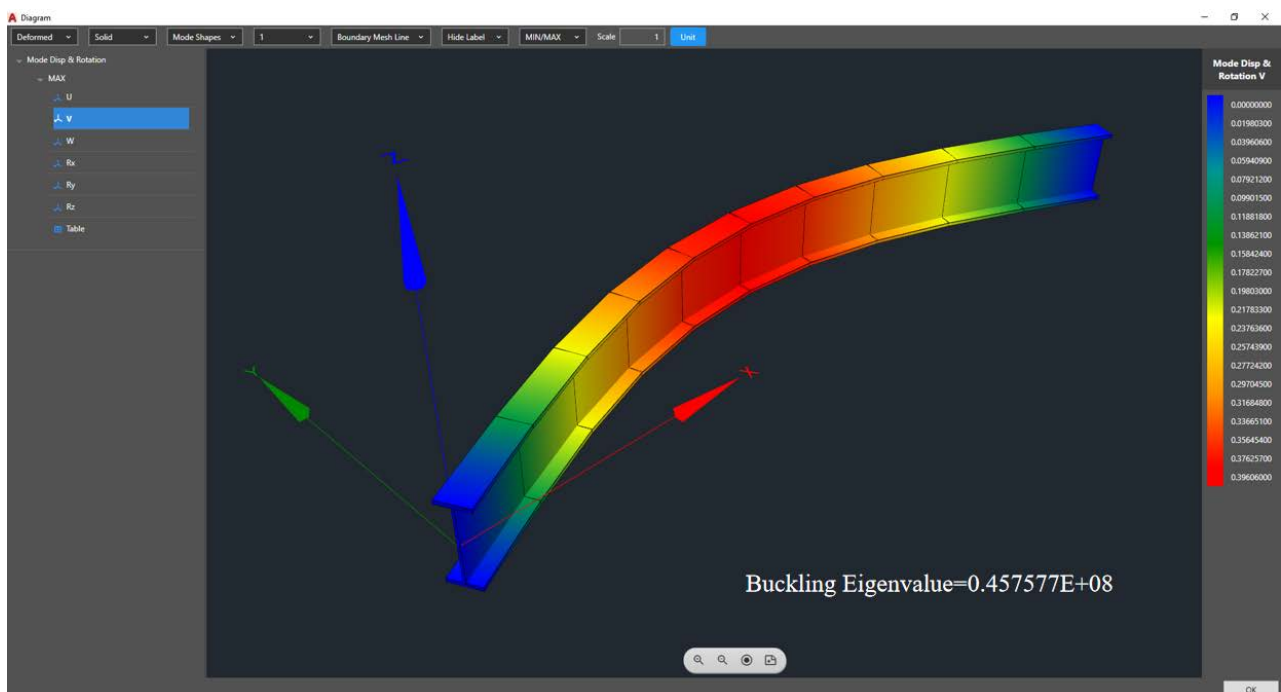 Diagram
Deformed Solid Mode Shapes 1 Boundary Mesh Line Hide Label MIN/MAX Scale 1 Unit
Mode Disp & Rotation
MAX
U
V
W
Rx
Ry
Rz
Table
Z
Y
X
Buckling Eigenvalue=0.457577E+08
Mode Disp &
Rotation V
0.00000000
0.01980300
0.03960600
0.05940900
0.07921200
0.09901500
0.11881800
0.13862100
0.15842400
0.17822700
0.19803000
0.21783300
0.23763600
0.25743900
0.27724200
0.29704500
0.31684800
0.33665100
0.35645400
0.37625700
0.39606000
OK